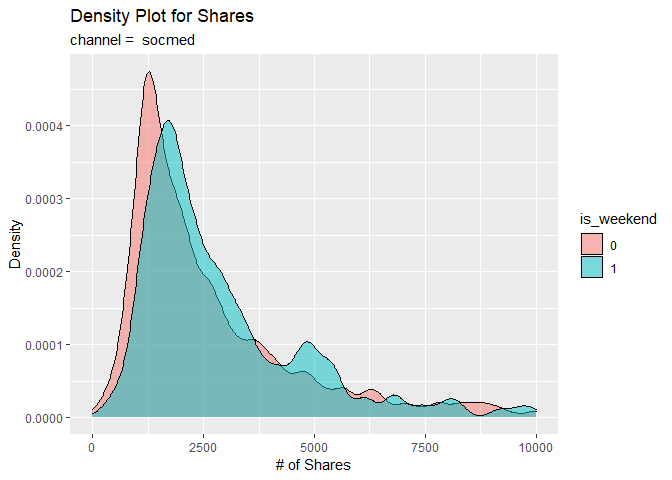 Density Plot for Shares
channel =  socmed
0.0004
0.0003
0.0002
0.0001
0.0000
Density
0
2500
5000
7500
10000
# of Shares
is_weekend
0
1